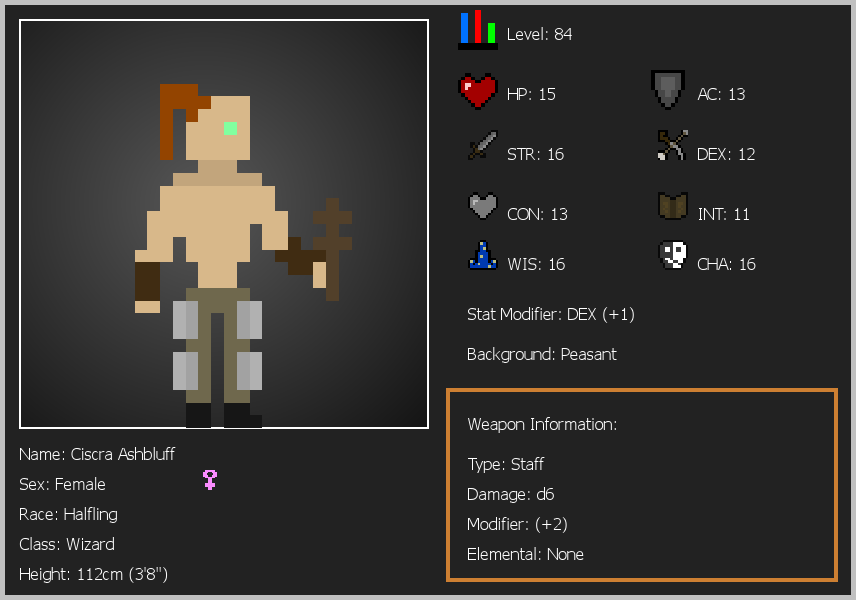 Level: 84
HP: 15
AC: 13
STR: 16
DEX: 12
CON: 13
INT: 11
WIS: 16
CHA: 16
Stat Modifier: DEX (+1)
Background: Peasant
Weapon Information:
Type: Staff
Damage: d6
Modifier: (+2)
Elemental: None
Name: Ciscra Ashbluff
Sex: Female
Race: Halfling
Class: Wizard
Height: 112cm (3'8")